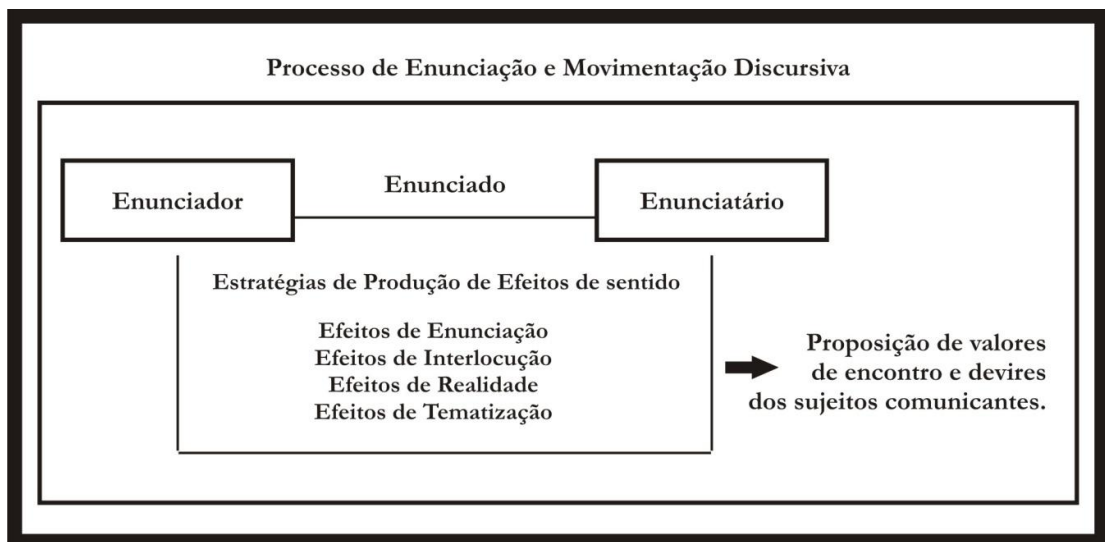 Processo de Enunciação e Movimentação Discursiva
Enunciador
Enunciado
Enunciatário
Estratégias de Produção de Efeitos de sentido
Efeitos de Enunciação
Efeitos de Interlocução
Efeitos de Realidade
Efeitos de Tematização
Proposição de valores
de encontro e devires
dos sujeitos comunicantes.